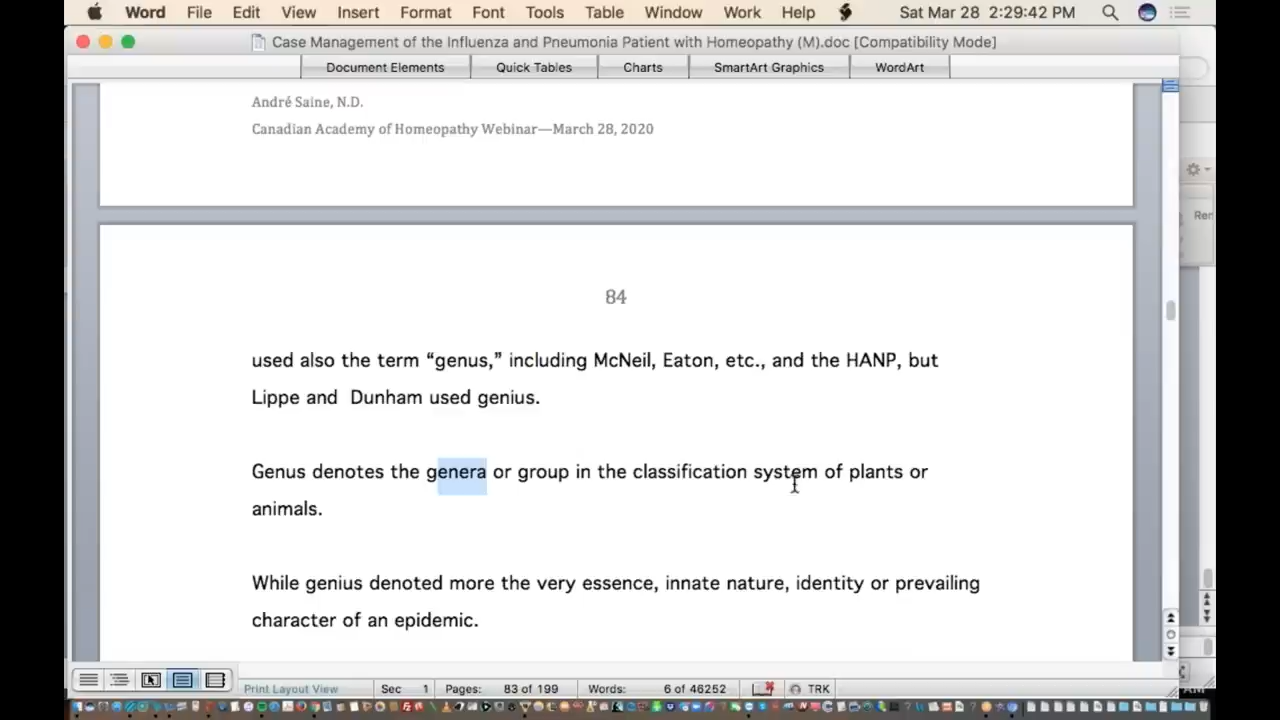 Word File Edit View Insert Format Font Tools Table Window Work Help Sat Mar 28 2:29:42 PM
Case Management of the Influenza and Pneumonia Patient with Homeopathy (M).doc [Compatibility Mode]
Document Elements Quick Tables Charts SmartArt Graphics WordArt
André Saine, N.D.
Canadian Academy of Homeopathy Webinar—March 28, 2020
84
used also the term “genus,” including McNeil, Eaton, etc., and the HANP, but
Lippe and Dunham used genius.
Genus denotes the genera or group in the classification system of plants or
animals.
While genius denoted more the very essence, innate nature, identity or prevailing
character of an epidemic.
Print Layout View Sec 1 Pages: 83 of 199 Words: 6 of 46252 TRK